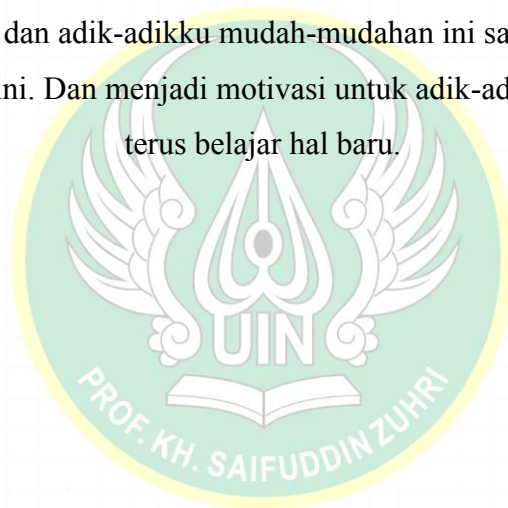 dan adik-adikku mudah-mudahan ini sa
ini. Dan menjadi motivasi untuk adik-ad
terus belajar hal baru.
UIN
PROF. KH. SAIFUDDIN ZUHRI